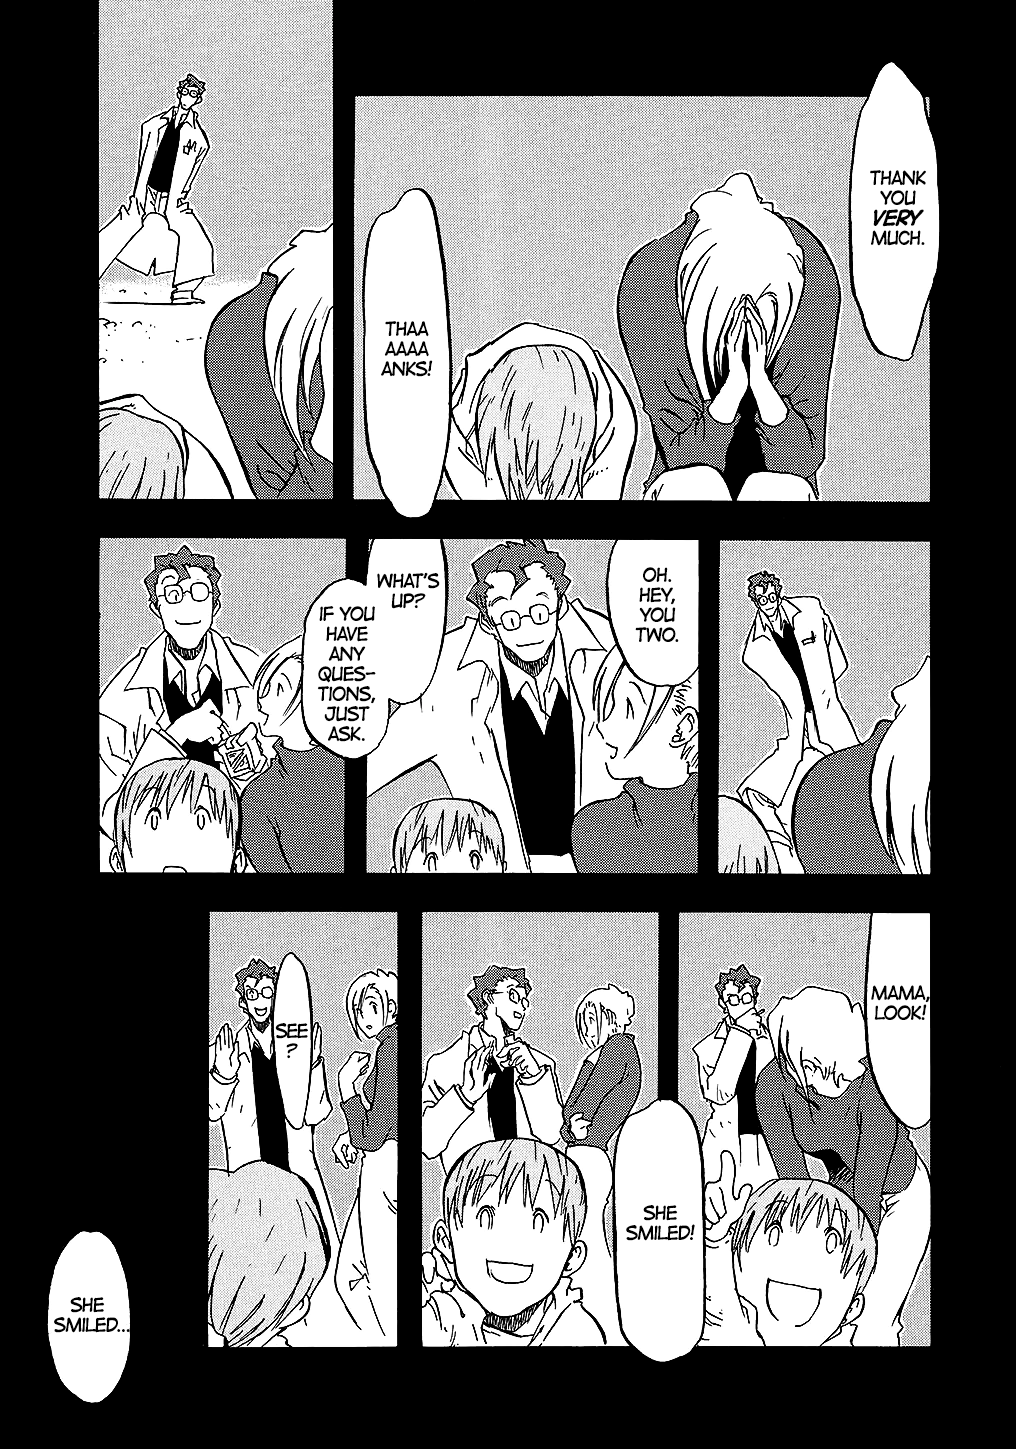 THANK
YOU
VERY
MUCH.
THAA
AAAA
ANKS!
OH.
HEY,
YOU
TWO.
WHAT'S
UP?
IF YOU
HAVE
ANY
QUES-
TIONS,
JUST
ASK.
MAMA,
LOOK!
SHE
SMILED!
SEE
?
SHE
SMILED...